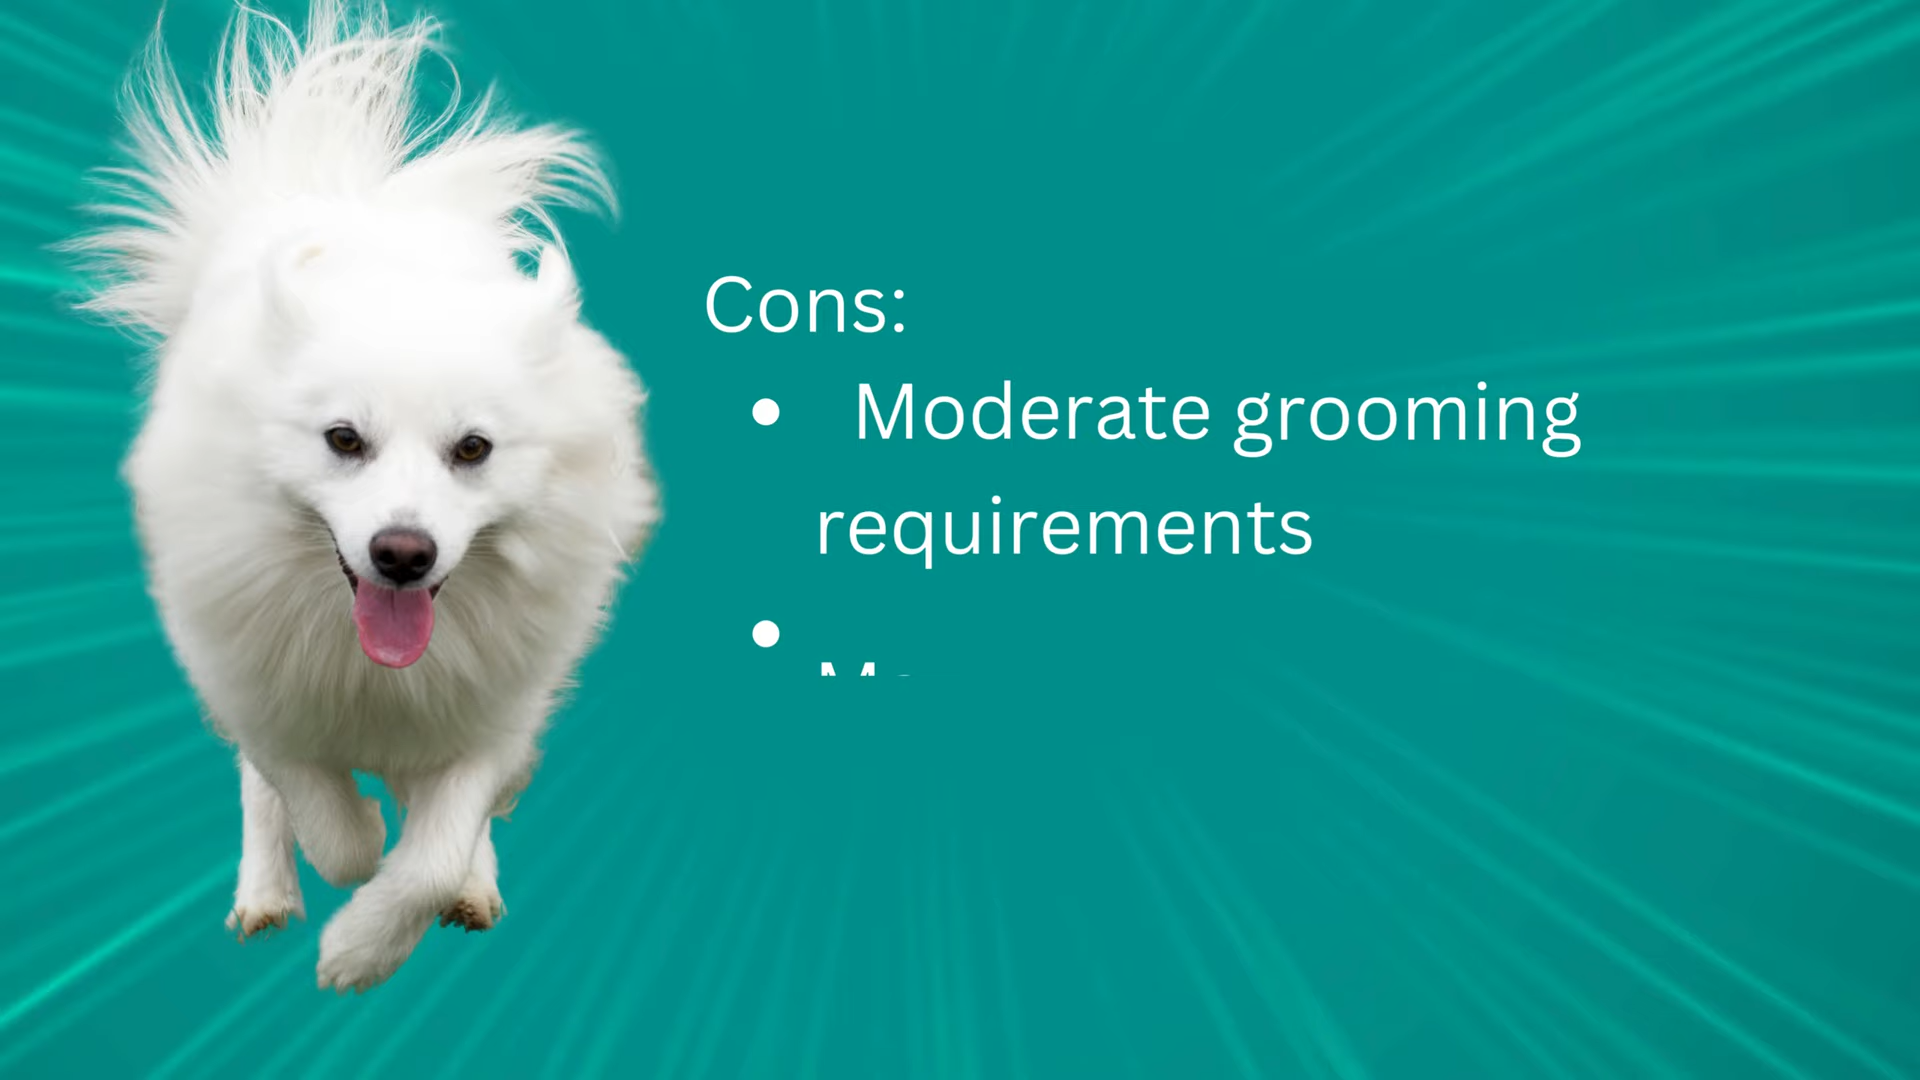 Cons:
• Moderate grooming
requirements
•